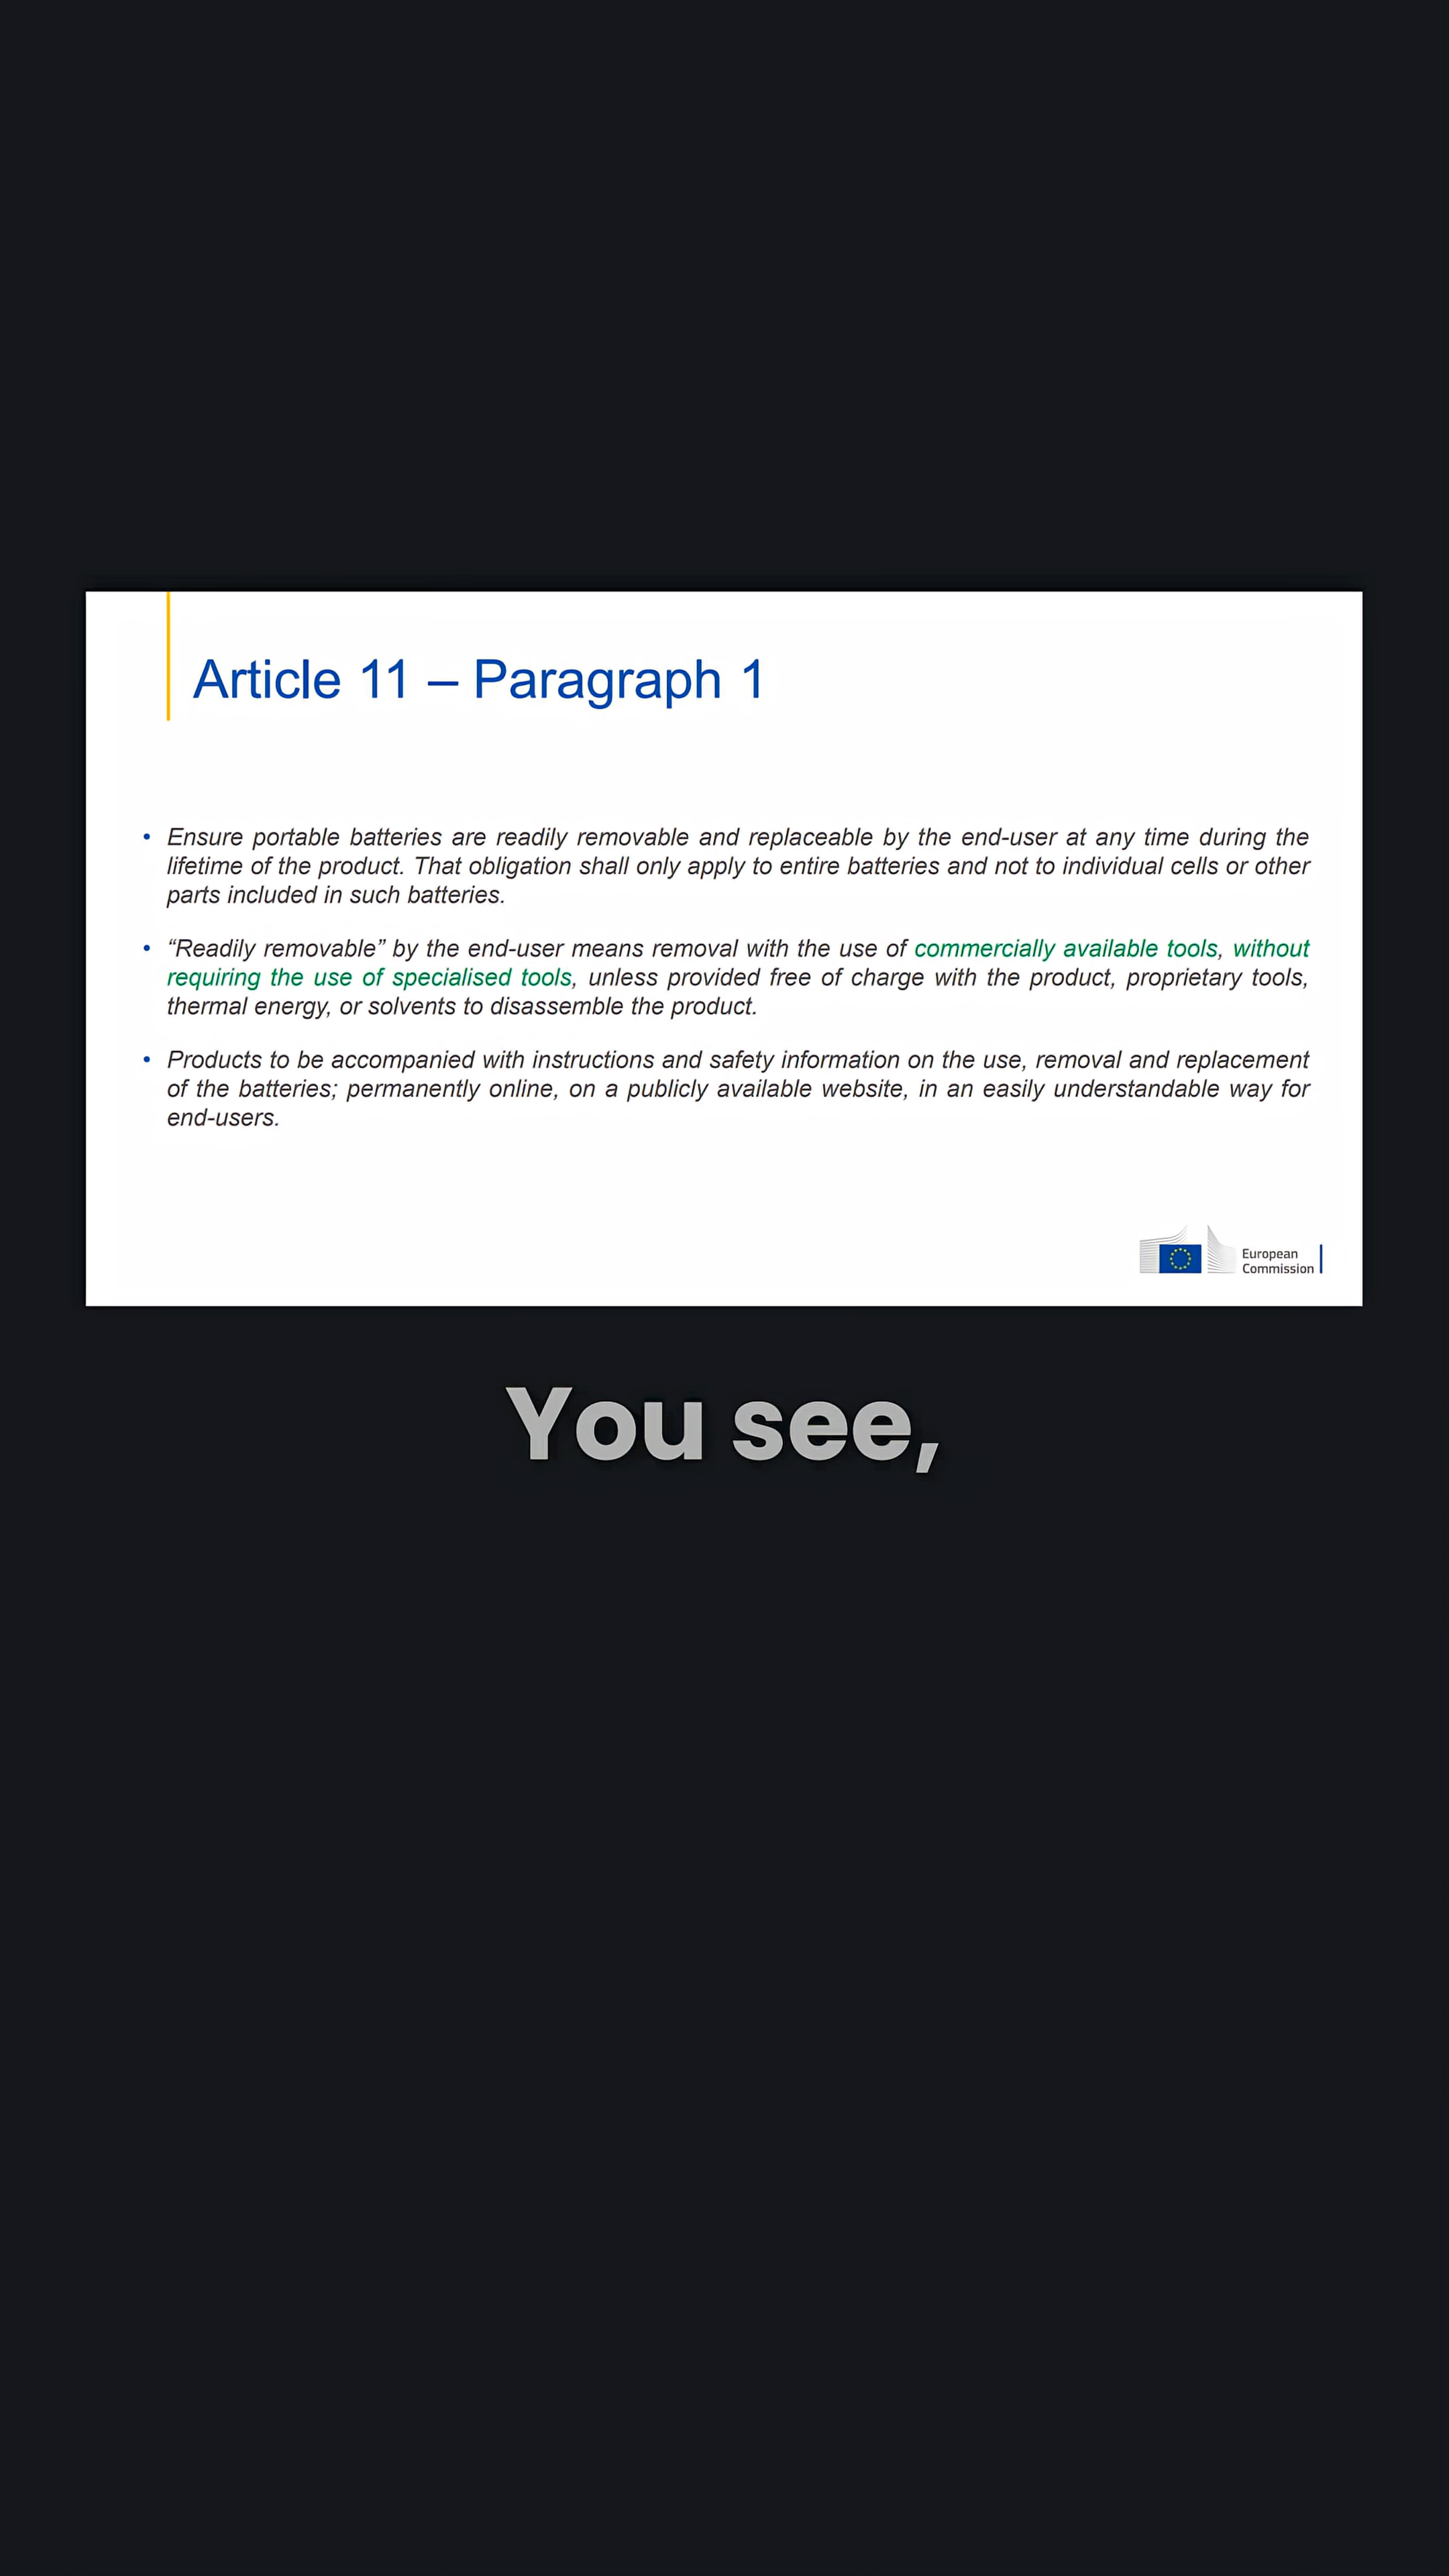 Article 11 – Paragraph 1
• Ensure portable batteries are readily removable and replaceable by the end-user at any time during the
lifetime of the product. That obligation shall only apply to entire batteries and not to individual cells or other
parts included in such batteries.
• “Readily removable” by the end-user means removal with the use of commercially available tools, without
requiring the use of specialised tools, unless provided free of charge with the product, proprietary tools,
thermal energy, or solvents to disassemble the product.
• Products to be accompanied with instructions and safety information on the use, removal and replacement
of the batteries; permanently online, on a publicly available website, in an easily understandable way for
end-users.
European
Commission
You see,